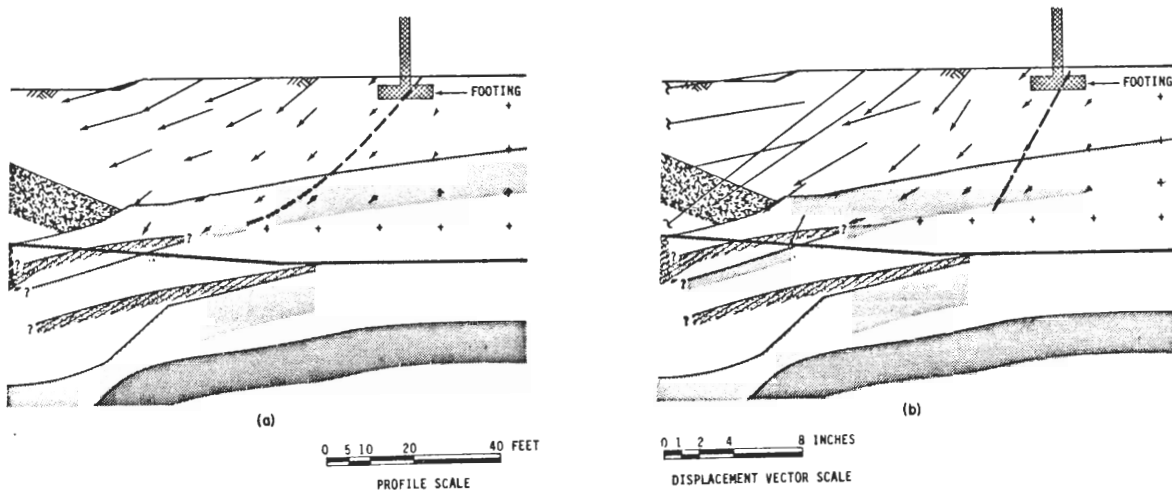 FOOTING
FOOTING
?
?
?
?
?
?
?
?
(a)
(b)
0 5 10 20 40 FEET
PROFILE SCALE
0 1 2 4 8 INCHES
DISPLACEMENT VECTOR SCALE